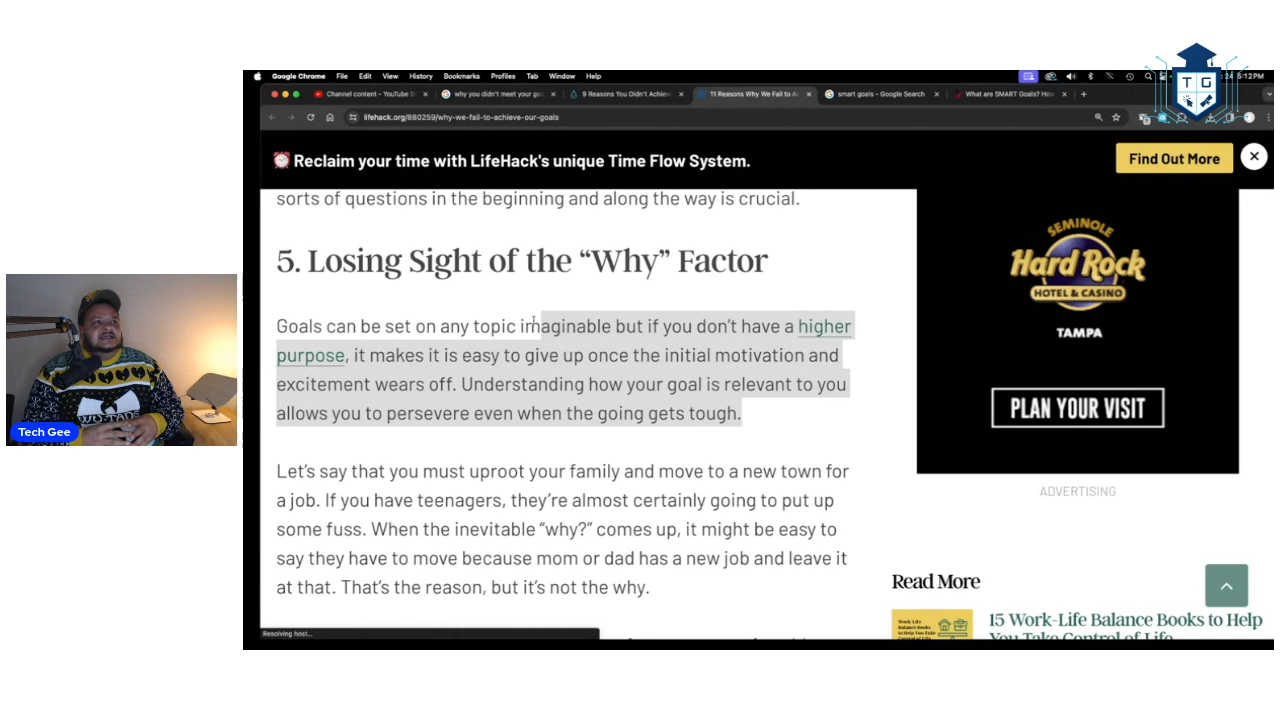 Google Chrome File Edit View History Bookmarks Profiles Tab Window Help
5:12PM
Channel content - YouTube
why you didn't meet your
9 Reasons You Didn't
11 Reasons Why We Fail to
smart goals - Google Search
What are SMART Goals?
lifehack.org/880259/why-we-fail-to-achieve-our-goals
T G
Reclaim your time with LifeHack's unique Time Flow System.
Find Out More
sorts of questions in the beginning and along the way is crucial.
5. Losing Sight of the “Why” Factor
Goals can be set on any topic imaginable but if you don’t have a higher
purpose, it makes it is easy to give up once the initial motivation and
excitement wears off. Understanding how your goal is relevant to you
allows you to persevere even when the going gets tough.
Let’s say that you must uproot your family and move to a new town for
a job. If you have teenagers, they’re almost certainly going to put up
some fuss. When the inevitable “why?” comes up, it might be easy to
say they have to move because mom or dad has a new job and leave it
at that. That’s the reason, but it’s not the why.
Resolving host...
SEMINOLE
Hard Rock
HOTEL & CASINO
TAMPA
PLAN YOUR VISIT
ADVERTISING
Read More
15 Work-Life Balance Books to Help
You Take Control of Life
Work-Life
Balance Books
to Help You Take
Control of Life
WU-TANG
Tech Gee